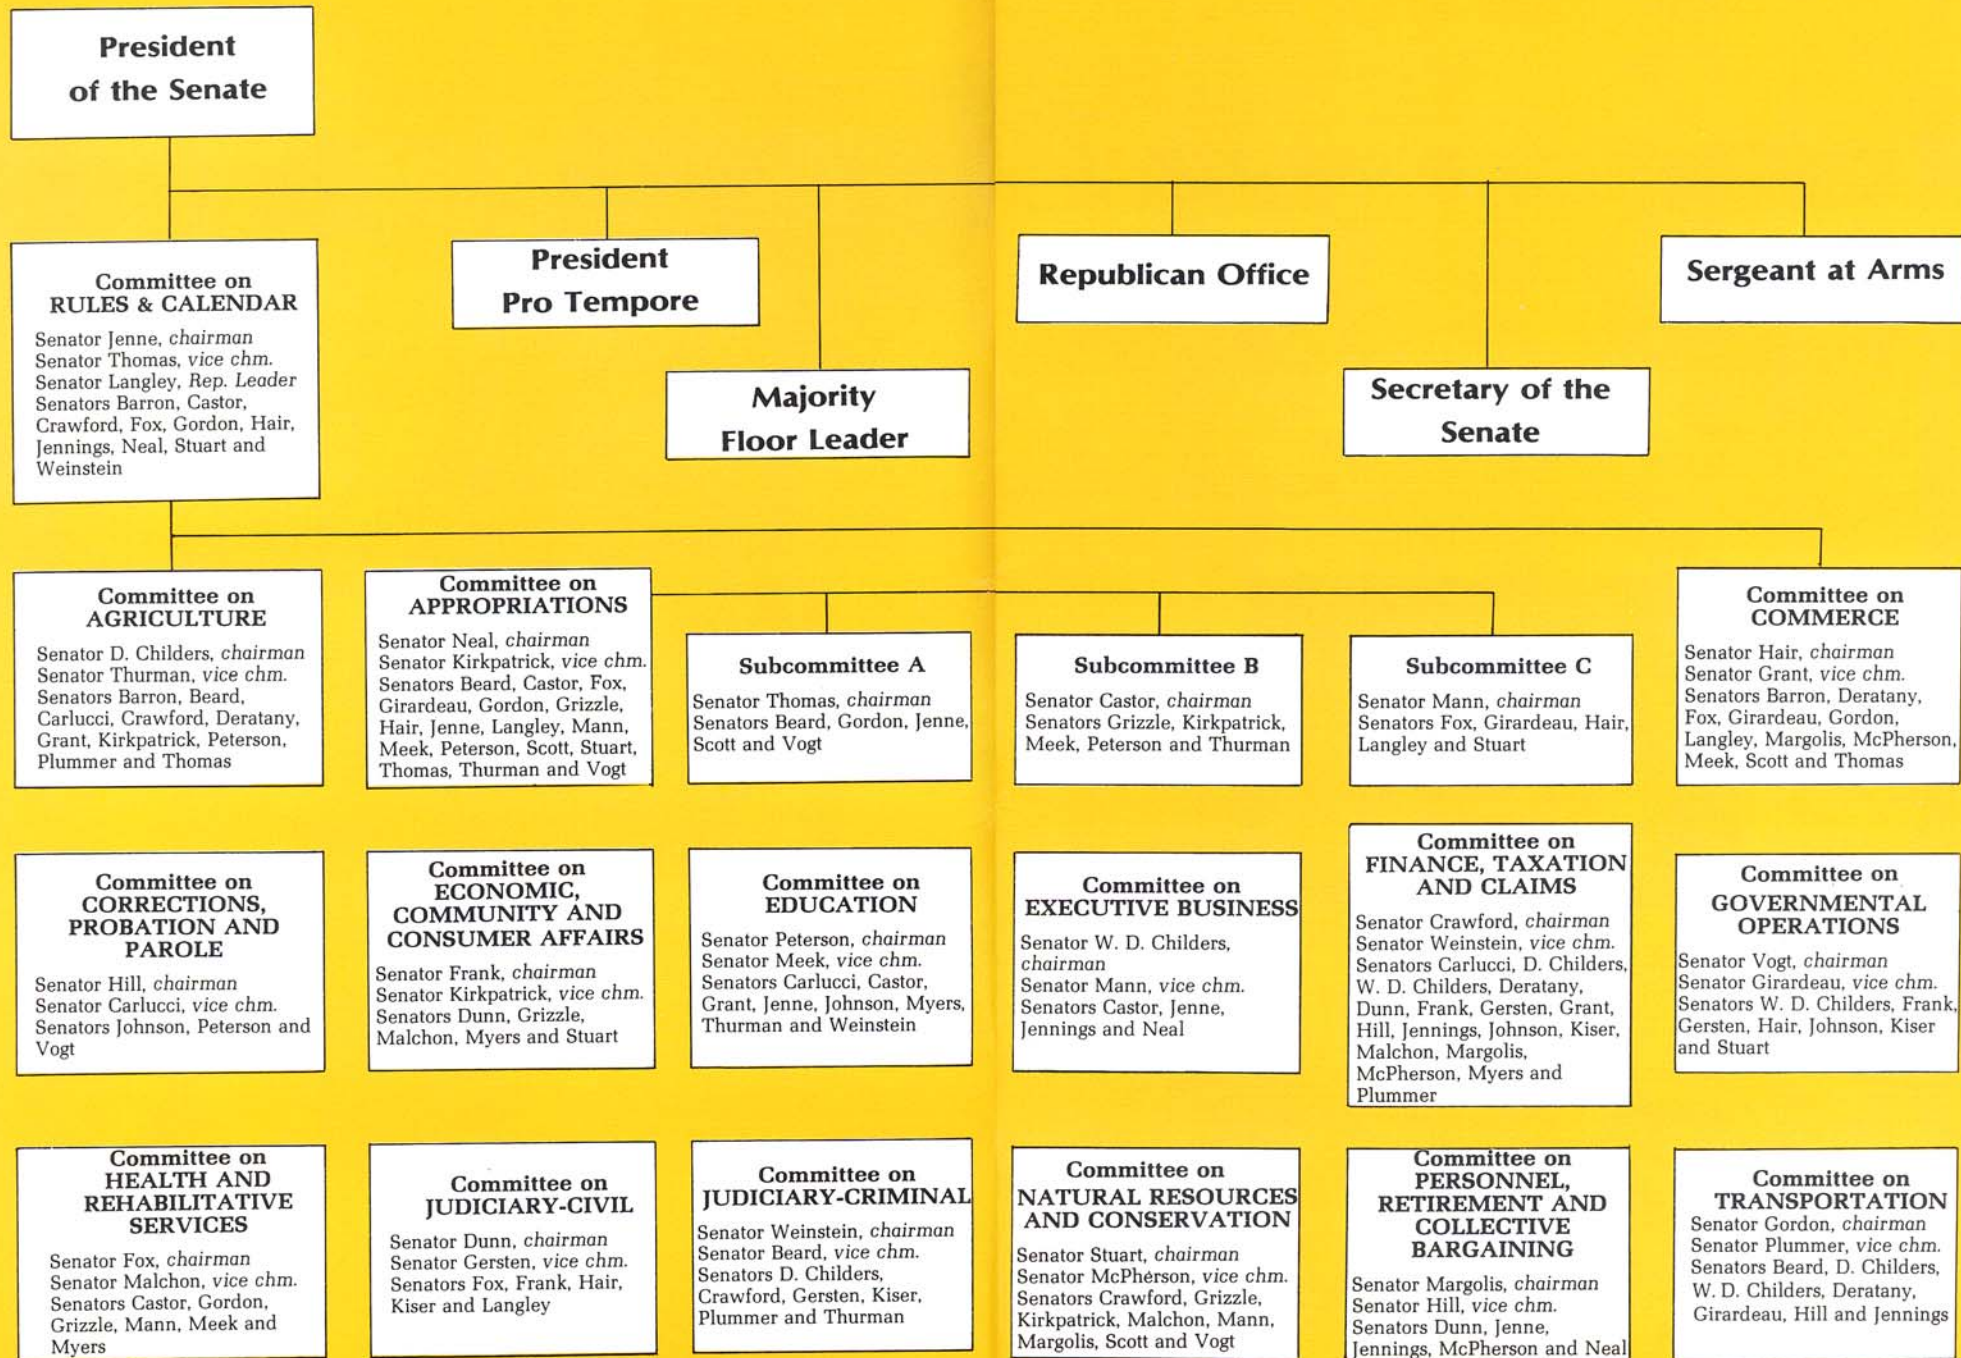 President
of the Senate
Committee on
RULES & CALENDAR
Senator Jenne, chairman
Senator Thomas, vice chm.
Senator Langley, Rep. Leader
Senators Barron, Castor,
Crawford, Fox, Gordon, Hair,
Jennings, Neal, Stuart and
Weinstein
President
Pro Tempore
Majority
Floor Leader
Republican Office
Secretary of the
Senate
Sergeant at Arms
Committee on
AGRICULTURE
Senator D. Childers, chairman
Senator Thurman, vice chm.
Senators Barron, Beard,
Carlucci, Crawford, Deratany,
Grant, Kirkpatrick, Peterson,
Plummer and Thomas
Committee on
APPROPRIATIONS
Senator Neal, chairman
Senator Kirkpatrick, vice chm.
Senators Beard, Castor, Fox,
Girardeau, Gordon, Grizzle,
Hair, Jenne, Langley, Mann,
Meek, Peterson, Scott, Stuart,
Thomas, Thurman and Vogt
Subcommittee A
Senator Thomas, chairman
Senators Beard, Gordon, Jenne,
Scott and Vogt
Subcommittee B
Senator Castor, chairman
Senators Grizzle, Kirkpatrick,
Meek, Peterson and Thurman
Subcommittee C
Senator Mann, chairman
Senators Fox, Girardeau, Hair,
Langley and Stuart
Committee on
COMMERCE
Senator Hair, chairman
Senator Grant, vice chm.
Senators Barron, Deratany,
Fox, Girardeau, Gordon,
Langley, Margolis, McPherson,
Meek, Scott and Thomas
Committee on
CORRECTIONS,
PROBATION AND
PAROLE
Senator Hill, chairman
Senator Carlucci, vice chm.
Senators Johnson, Peterson and
Vogt
Committee on
ECONOMIC,
COMMUNITY AND
CONSUMER AFFAIRS
Senator Frank, chairman
Senator Kirkpatrick, vice chm.
Senators Dunn, Grizzle,
Malchon, Myers and Stuart
Committee on
EDUCATION
Senator Peterson, chairman
Senator Meek, vice chm.
Senators Carlucci, Castor,
Grant, Jenne, Johnson, Myers,
Thurman and Weinstein
Committee on
EXECUTIVE BUSINESS
Senator W. D. Childers,
chairman
Senator Mann, vice chm.
Senators Castor, Jenne,
Jennings and Neal
Committee on
FINANCE, TAXATION
AND CLAIMS
Senator Crawford, chairman
Senator Weinstein, vice chm.
Senators Carlucci, D. Childers,
W. D. Childers, Deratany,
Dunn, Frank, Gersten, Grant,
Hill, Jennings, Johnson, Kiser,
Malchon, Margolis,
McPherson, Myers and
Plummer
Committee on
GOVERNMENTAL
OPERATIONS
Senator Vogt, chairman
Senator Girardeau, vice chm.
Senators W. D. Childers, Frank,
Gersten, Hair, Johnson, Kiser
and Stuart
Committee on
HEALTH AND
REHABILITATIVE
SERVICES
Senator Fox, chairman
Senator Malchon, vice chm.
Senators Castor, Gordon,
Grizzle, Mann, Meek and
Myers
Committee on
JUDICIARY-CIVIL
Senator Dunn, chairman
Senator Gersten, vice chm.
Senators Fox, Frank, Hair,
Kiser and Langley
Committee on
JUDICIARY-CRIMINAL
Senator Weinstein, chairman
Senator Beard, vice chm.
Senators D. Childers,
Crawford, Gersten, Kiser,
Plummer and Thurman
Committee on
NATURAL RESOURCES
AND CONSERVATION
Senator Stuart, chairman
Senator McPherson, vice chm.
Senators Crawford, Grizzle,
Kirkpatrick, Malchon, Mann,
Margolis, Scott and Vogt
Committee on
PERSONNEL,
RETIREMENT AND
COLLECTIVE
BARGAINING
Senator Margolis, chairman
Senator Hill, vice chm.
Senators Dunn, Jenne,
Jennings, McPherson and Neal
Committee on
TRANSPORTATION
Senator Gordon, chairman
Senator Plummer, vice chm.
Senators Beard, D. Childers,
W. D. Childers, Deratany,
Girardeau, Hill and Jennings